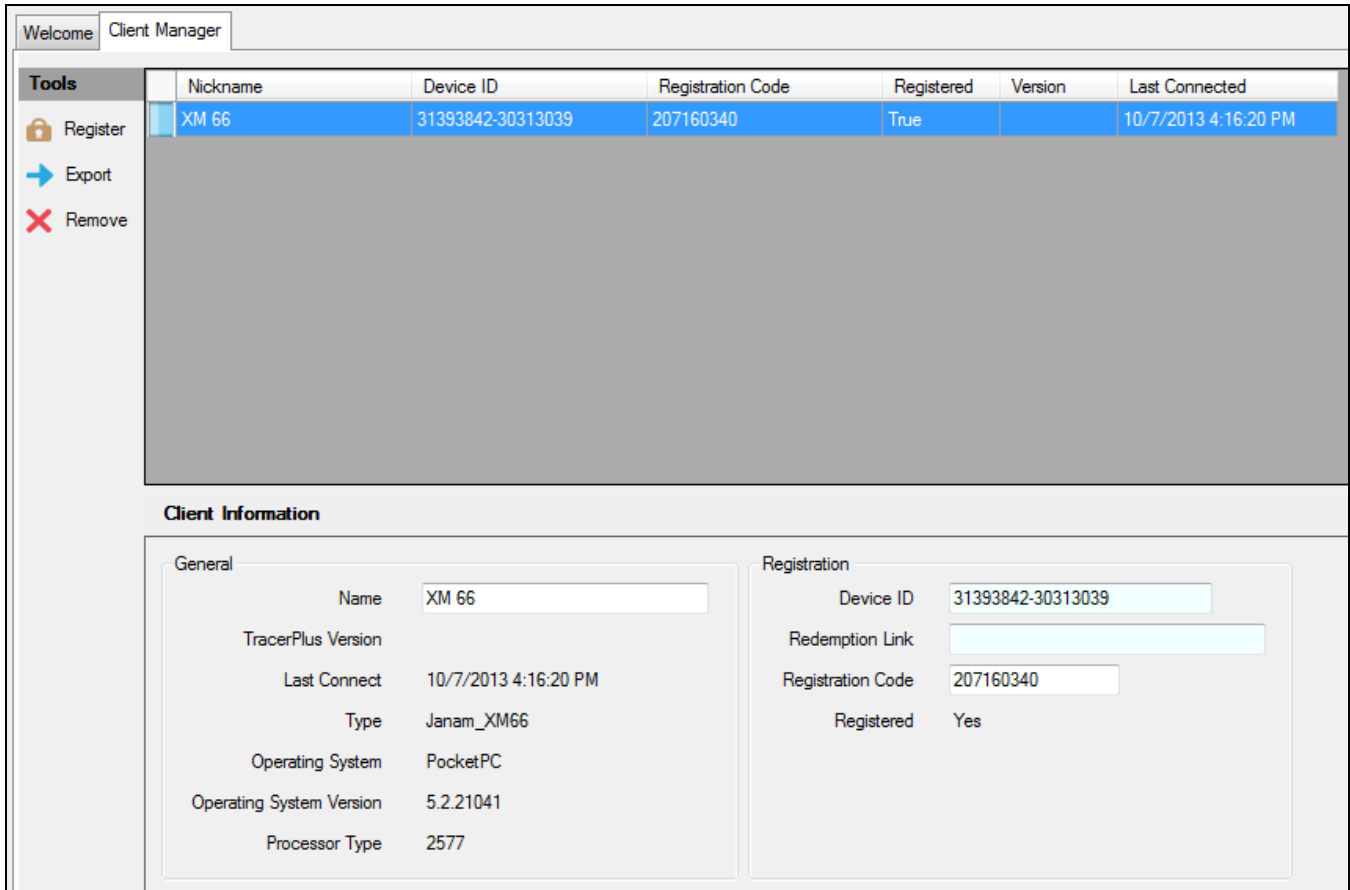 Welcome Client Manager
Tools
Nickname Device ID Registration Code Registered Version Last Connected
XM 66 31393842-30313039 207160340 True 10/7/2013 4:16:20 PM
Register
Export
Remove
Client Information
General
Name XM 66
TracerPlus Version
Last Connect 10/7/2013 4:16:20 PM
Type Janam_XM66
Operating System PocketPC
Operating System Version 5.2.21041
Processor Type 2577
Registration
Device ID 31393842-30313039
Redemption Link
Registration Code 207160340
Registered Yes